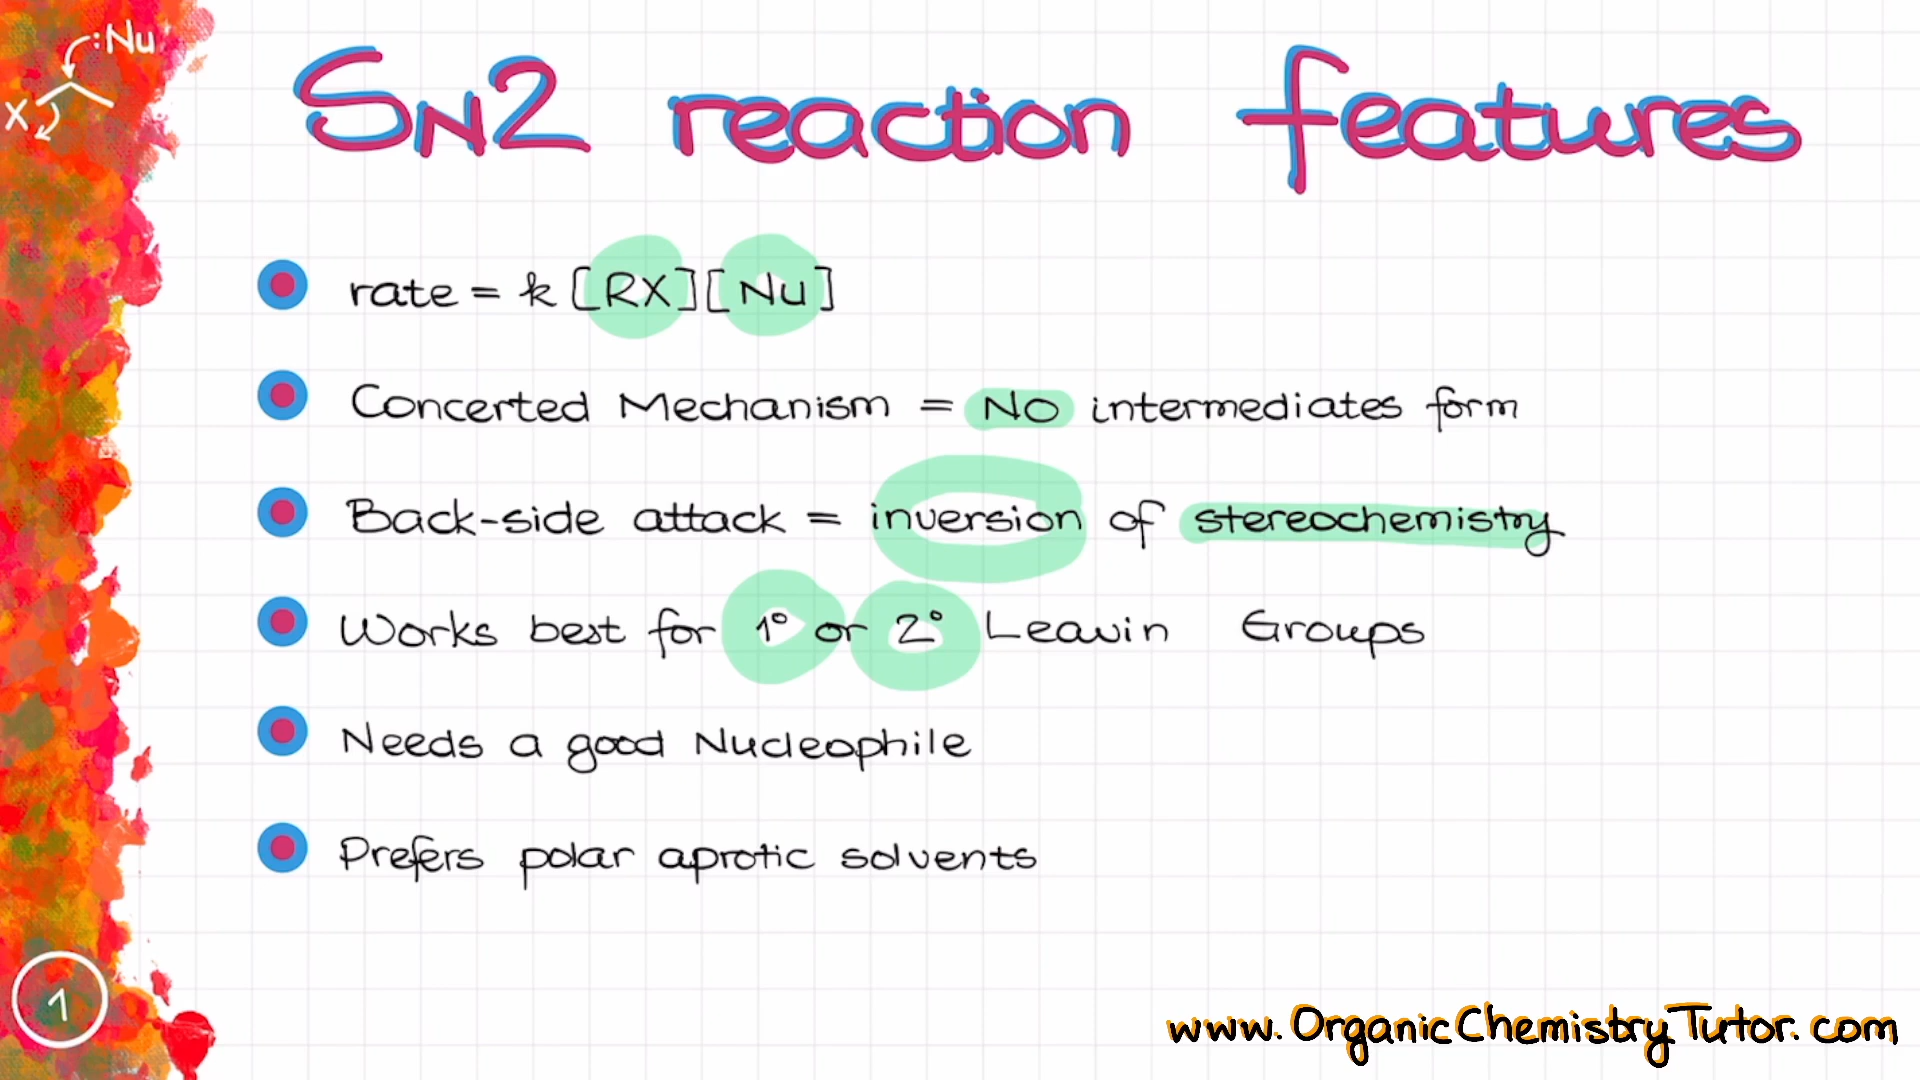 :Nu
X
SN2 reaction features
rate = k [RX][Nu]
Concerted Mechanism = NO intermediates form
Back-side attack = inversion of stereochemistry
Works best for 1° or 2° Leavin Groups
Needs a good Nucleophile
Prefers polar aprotic solvents
1
www.OrganicChemistryTutor.com